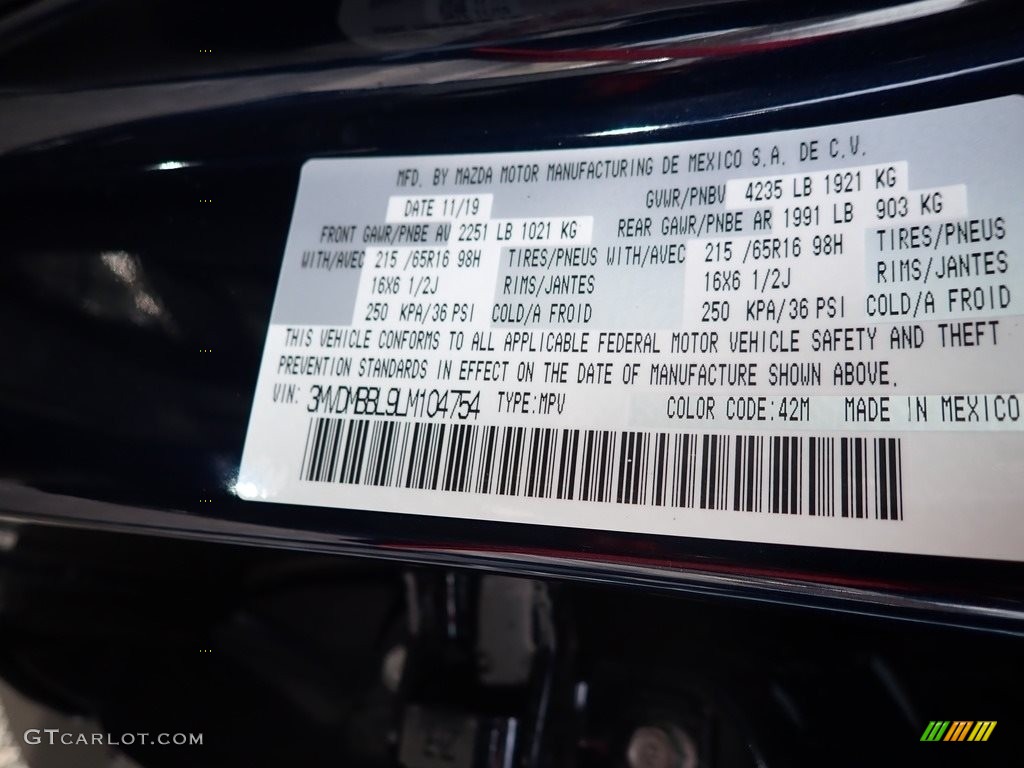 MFD. BY MAZDA MOTOR MANUFACTURING DE MEXICO S.A. DE C.V.
DATE 11/19 GVWR/PNBV 4235 LB 1921 KG
FRONT GAWR/PNBE AV 2251 LB 1021 KG REAR GAWR/PNBE AR 1991 LB 903 KG
WITH/AVEC 215 /65R16 98H TIRES/PNEUS WITH/AVEC 215 /65R16 98H TIRES/PNEUS
16X6 1/2J RIMS/JANTES 16X6 1/2J RIMS/JANTES
250 KPA/36 PSI COLD/A FROID 250 KPA/36 PSI COLD/A FROID
THIS VEHICLE CONFORMS TO ALL APPLICABLE FEDERAL MOTOR VEHICLE SAFETY AND THEFT
PREVENTION STANDARDS IN EFFECT ON THE DATE OF MANUFACTURE SHOWN ABOVE.
VIN: 3MVDMBBL9LM104754 TYPE:MPV COLOR CODE:42M MADE IN MEXICO
GTCARLOT.COM